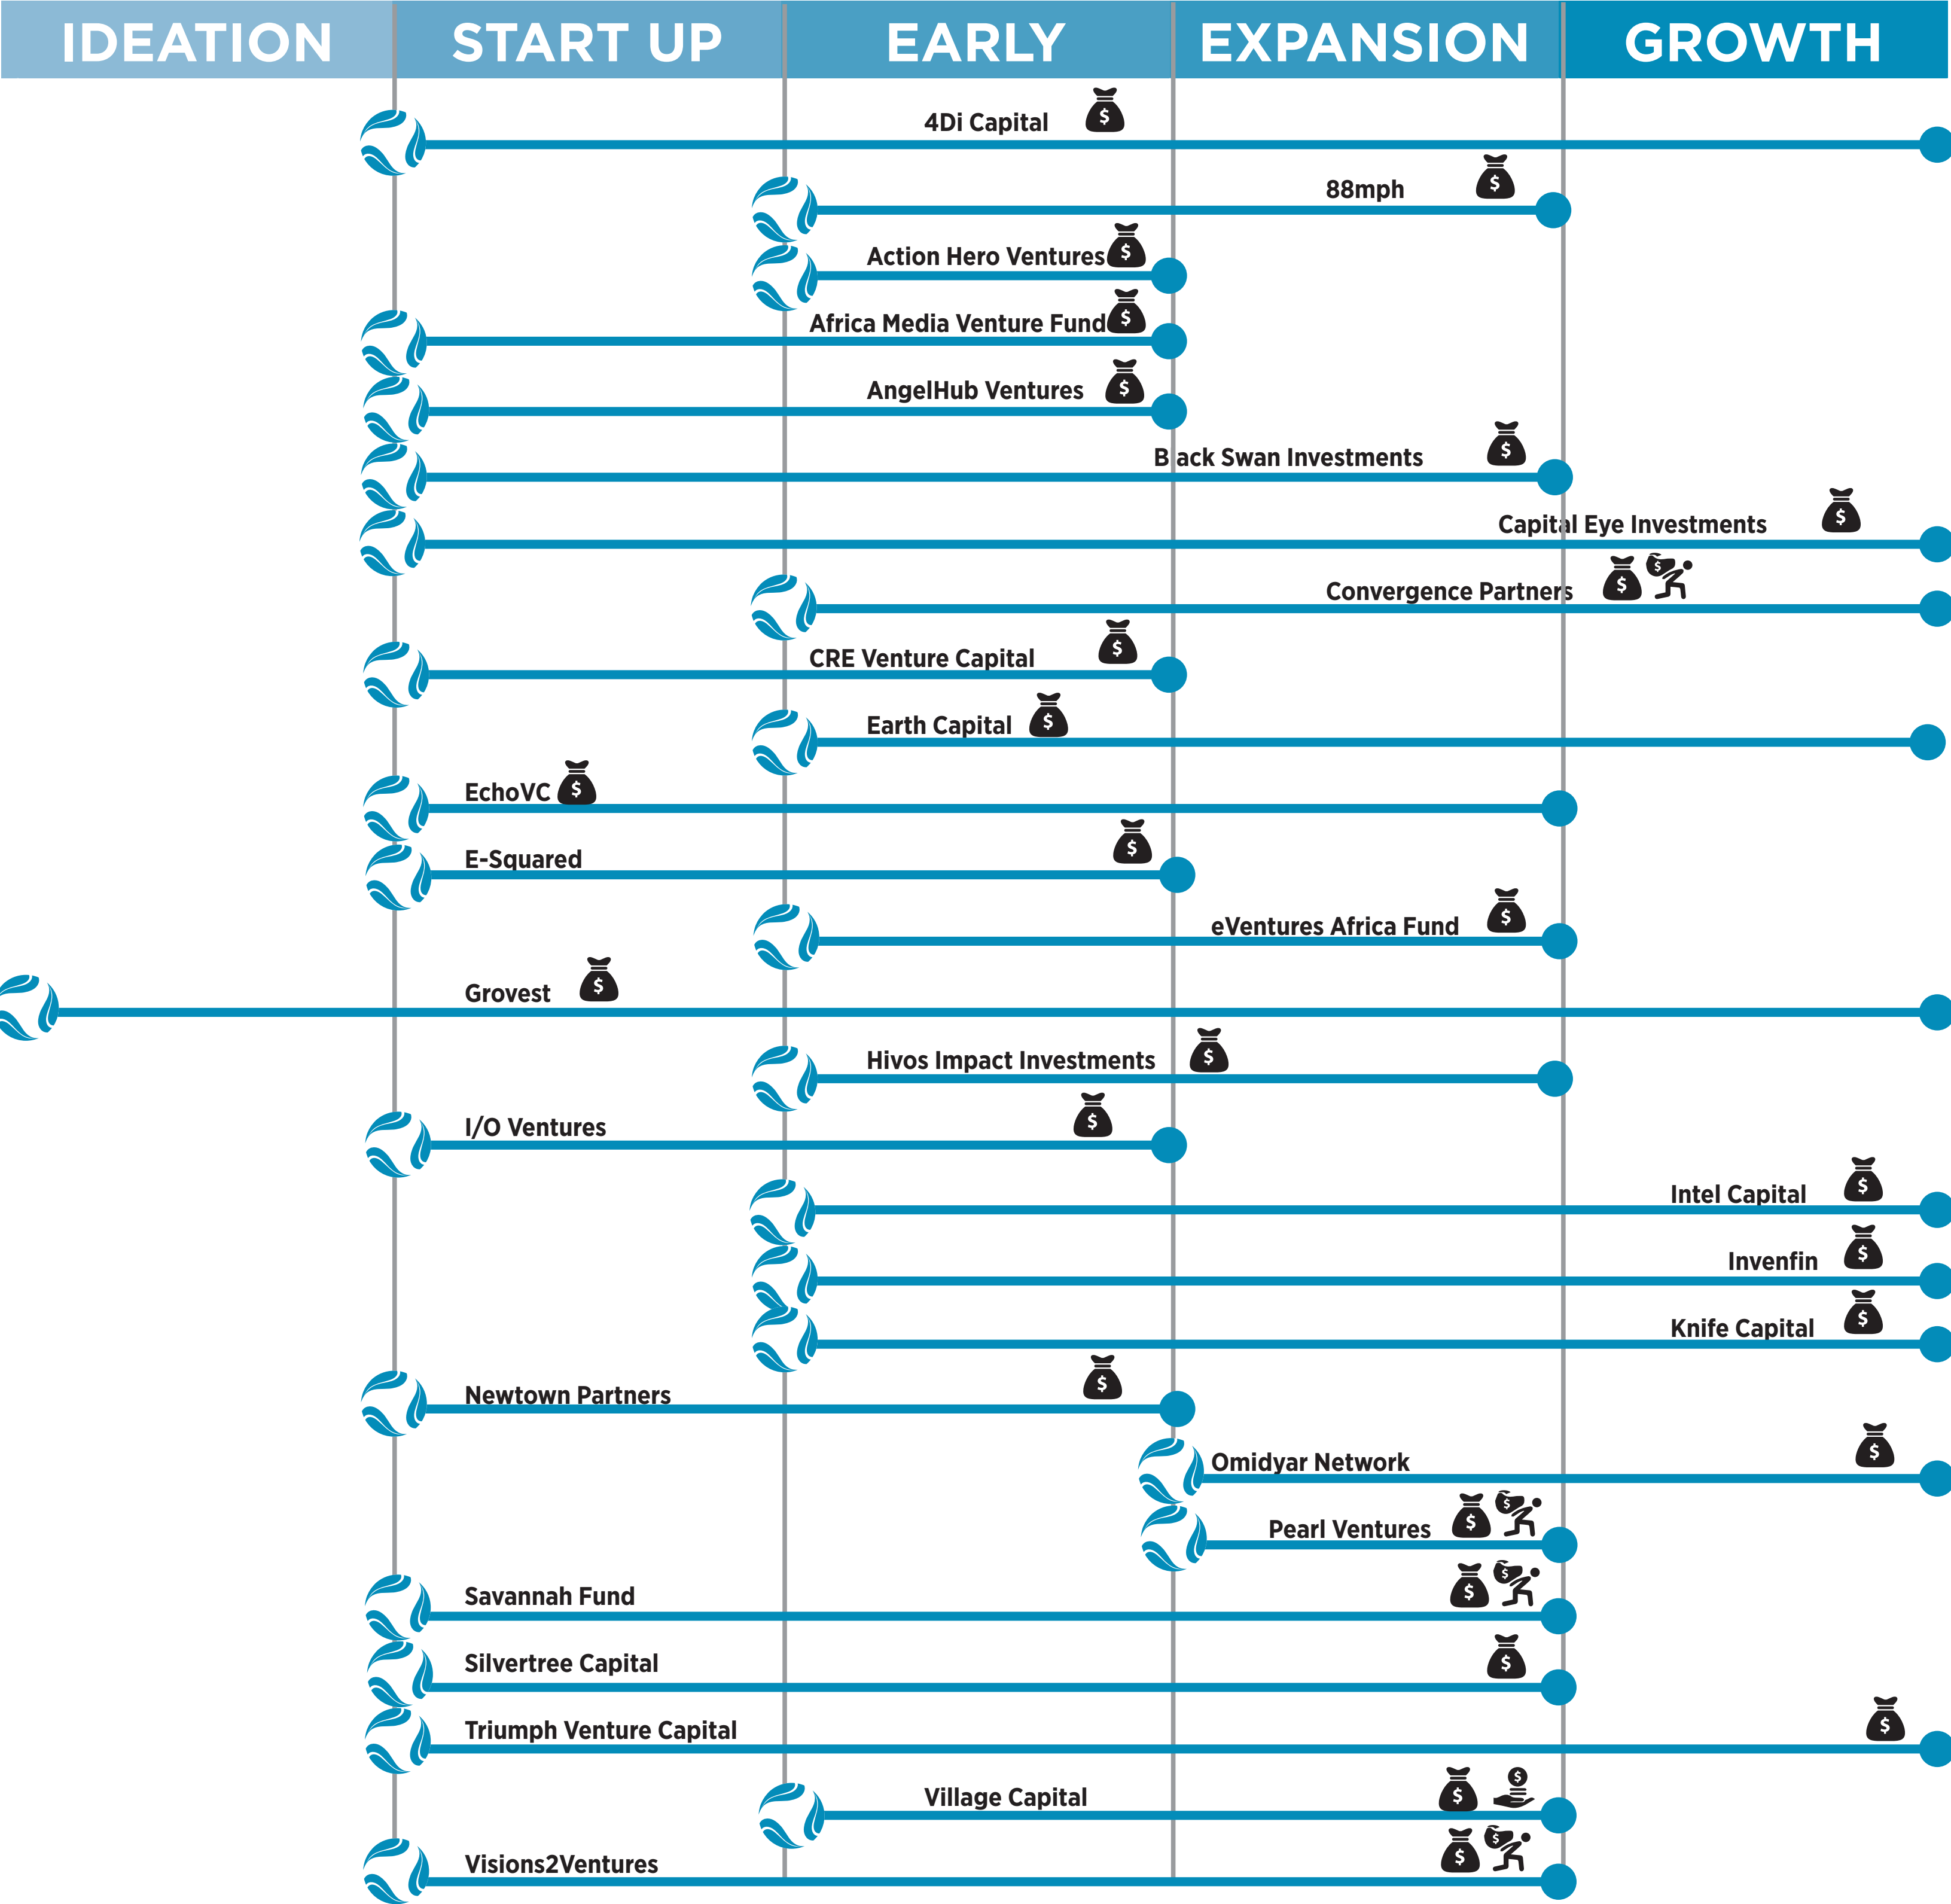 IDEATION START UP EARLY EXPANSION GROWTH
4Di Capital $
88mph $
Action Hero Ventures $
Africa Media Venture Fund $
AngelHub Ventures $
B ack Swan Investments $
Capital Eye Investments $
Convergence Partners $ $
CRE Venture Capital $
Earth Capital $
EchoVC $
E-Squared $
eVentures Africa Fund $
Grovest $
Hivos Impact Investments $
I/O Ventures $
Intel Capital $
Invenfin $
Knife Capital $
Newtown Partners $
Omidyar Network $
Pearl Ventures $ $
Savannah Fund $ $
Silvertree Capital $
Triumph Venture Capital $
Village Capital $ $
Visions2Ventures $ $